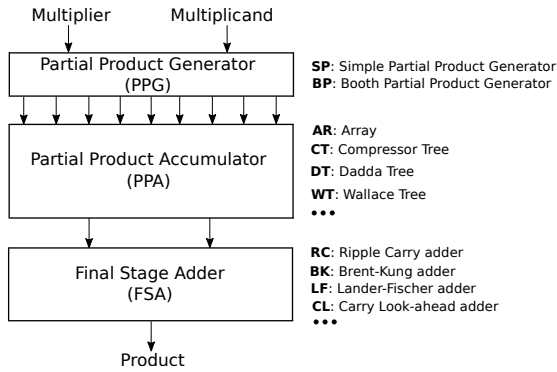 Multiplier Multiplicand
Partial Product Generator
(PPG)
SP: Simple Partial Product Generator
BP: Booth Partial Product Generator
Partial Product Accumulator
(PPA)
AR: Array
CT: Compressor Tree
DT: Dadda Tree
WT: Wallace Tree
•••
Final Stage Adder
(FSA)
RC: Ripple Carry adder
BK: Brent-Kung adder
LF: Lander-Fischer adder
CL: Carry Look-ahead adder
•••
Product